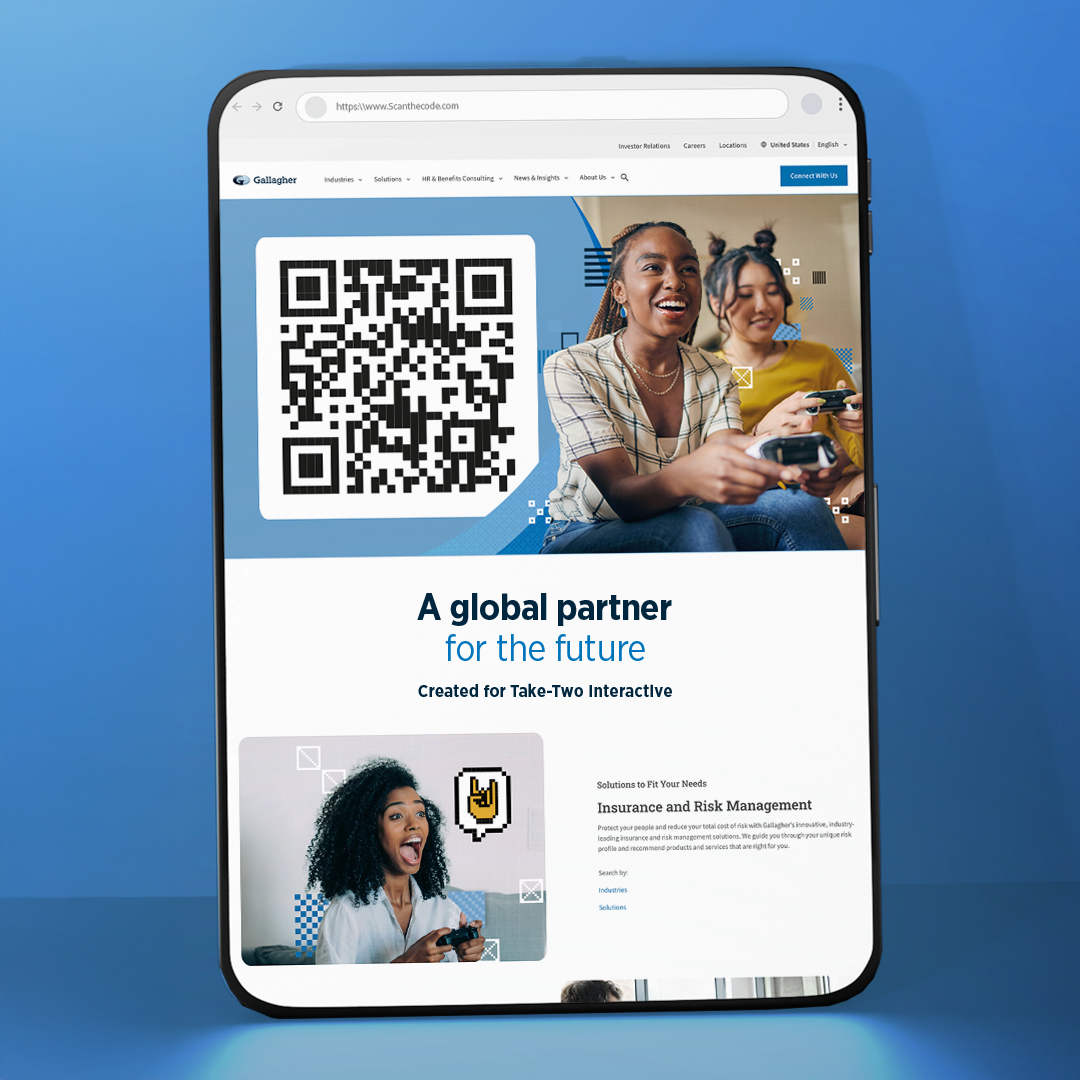 https:\\www.Scanthecode.com
Investor Relations Careers Locations United States | English
Gallagher Industries Solutions HR & Benefits Consulting News & Insights About Us Connect With Us
A global partner
for the future
Created for Take-Two Interactive
Solutions to Fit Your Needs
Insurance and Risk Management
Protect your people and reduce your total cost of risk with Gallagher's innovative, industry-
leading insurance and risk management solutions. We guide you through your unique risk
profile and recommend products and services that are right for you.
Search by:
Industries
Solutions